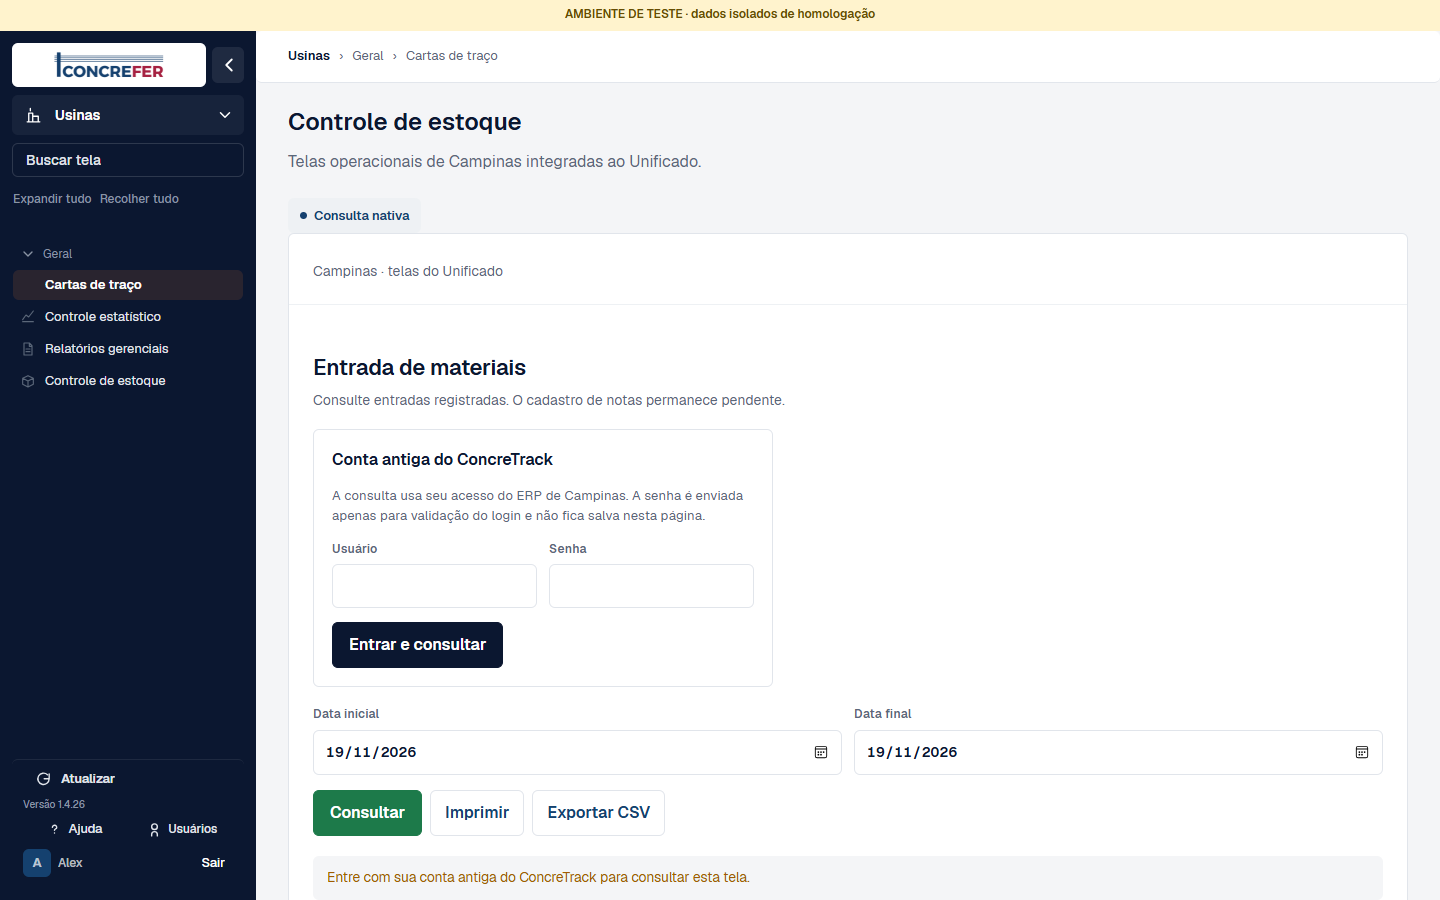 AMBIENTE DE TESTE · dados isolados de homologação
CONCREFER
Usinas
Buscar tela
Expandir tudo Recolher tudo
Geral
Cartas de traço
Controle estatístico
Relatórios gerenciais
Controle de estoque
Atualizar
Versão 1.4.26
? Ajuda Usuários
A Alex Sair
Usinas › Geral › Cartas de traço
Controle de estoque
Telas operacionais de Campinas integradas ao Unificado.
Consulta nativa
Campinas · telas do Unificado
Entrada de materiais
Consulte entradas registradas. O cadastro de notas permanece pendente.
Conta antiga do ConcreTrack
A consulta usa seu acesso do ERP de Campinas. A senha é enviada
apenas para validação do login e não fica salva nesta página.
Usuário Senha
Entrar e consultar
Data inicial Data final
19/11/2026 19/11/2026
Consultar Imprimir Exportar CSV
Entre com sua conta antiga do ConcreTrack para consultar esta tela.